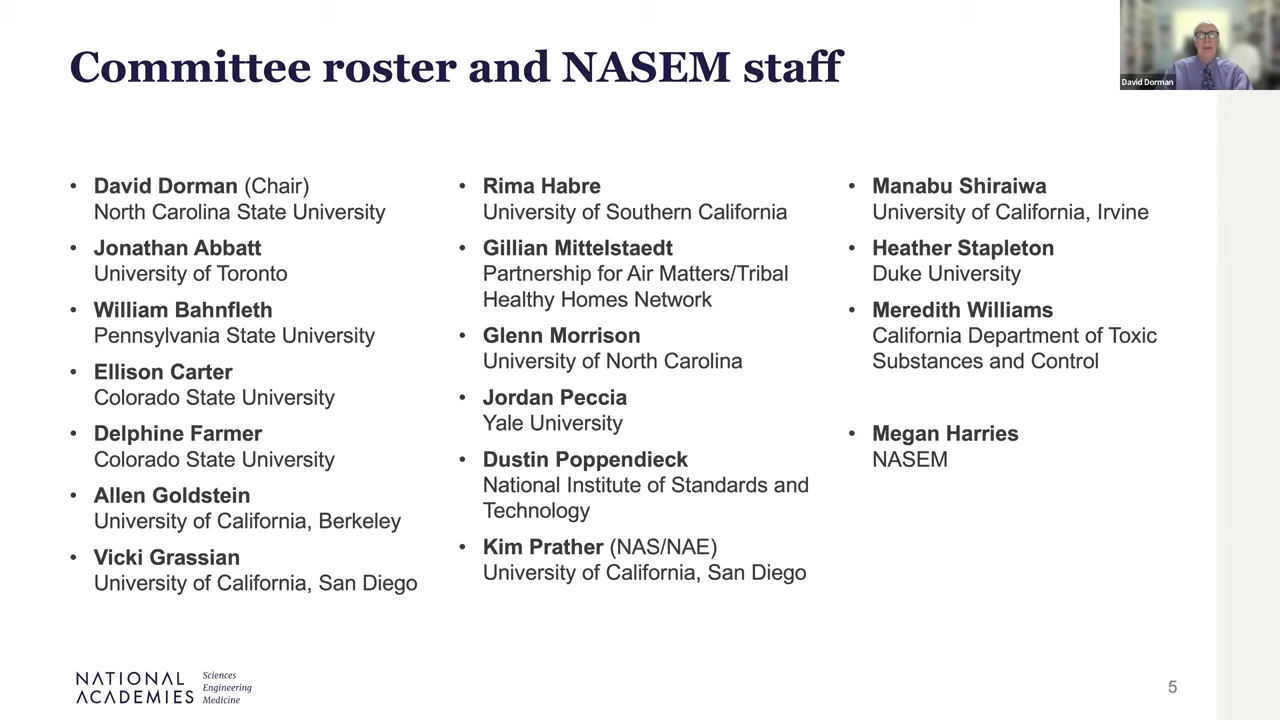 Committee roster and NASEM staff
David Dorman
• David Dorman (Chair)
North Carolina State University
• Jonathan Abbatt
University of Toronto
• William Bahnfleth
Pennsylvania State University
• Ellison Carter
Colorado State University
• Delphine Farmer
Colorado State University
• Allen Goldstein
University of California, Berkeley
• Vicki Grassian
University of California, San Diego
• Rima Habre
University of Southern California
• Gillian Mittelstaedt
Partnership for Air Matters/Tribal
Healthy Homes Network
• Glenn Morrison
University of North Carolina
• Jordan Peccia
Yale University
• Dustin Poppendieck
National Institute of Standards and
Technology
• Kim Prather (NAS/NAE)
University of California, San Diego
• Manabu Shiraiwa
University of California, Irvine
• Heather Stapleton
Duke University
• Meredith Williams
California Department of Toxic
Substances and Control
• Megan Harries
NASEM
NATIONAL
ACADEMIES
Sciences
Engineering
Medicine
5